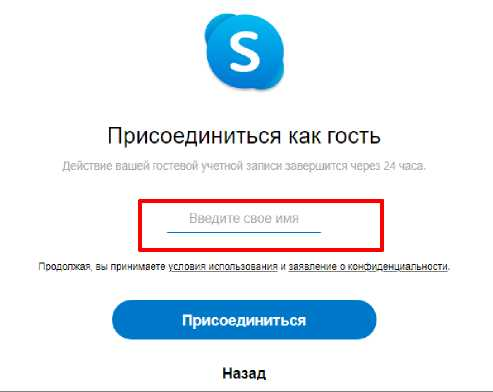 S
Присоединиться как гость
Действие вашей гостевой учетной записи завершится через 24 часа.
Введите свое имя
Продолжая, вы принимаете условия использования и заявление о конфиденциальности.
Присоединиться
Назад